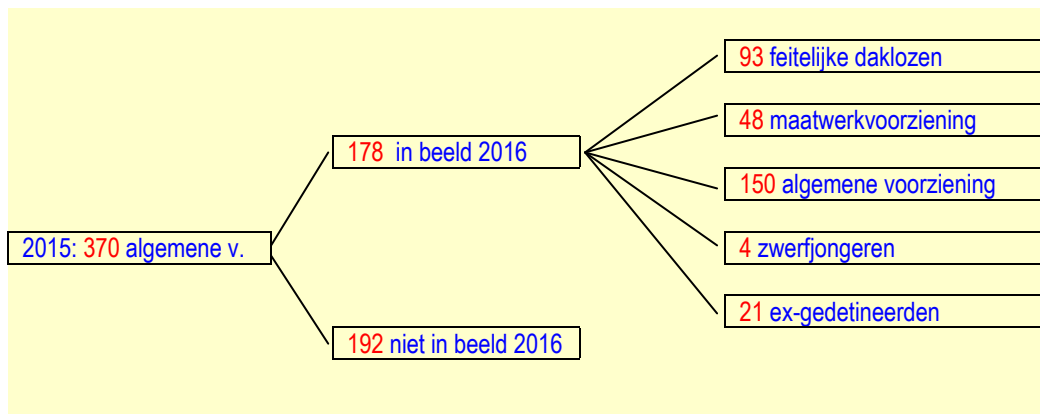 93 feitelijke daklozen
48 maatwerkvoorziening
178 in beeld 2016
150 algemene voorziening
2015: 370 algemene v.
4 zwerfjongeren
21 ex-gedetineerden
192 niet in beeld 2016